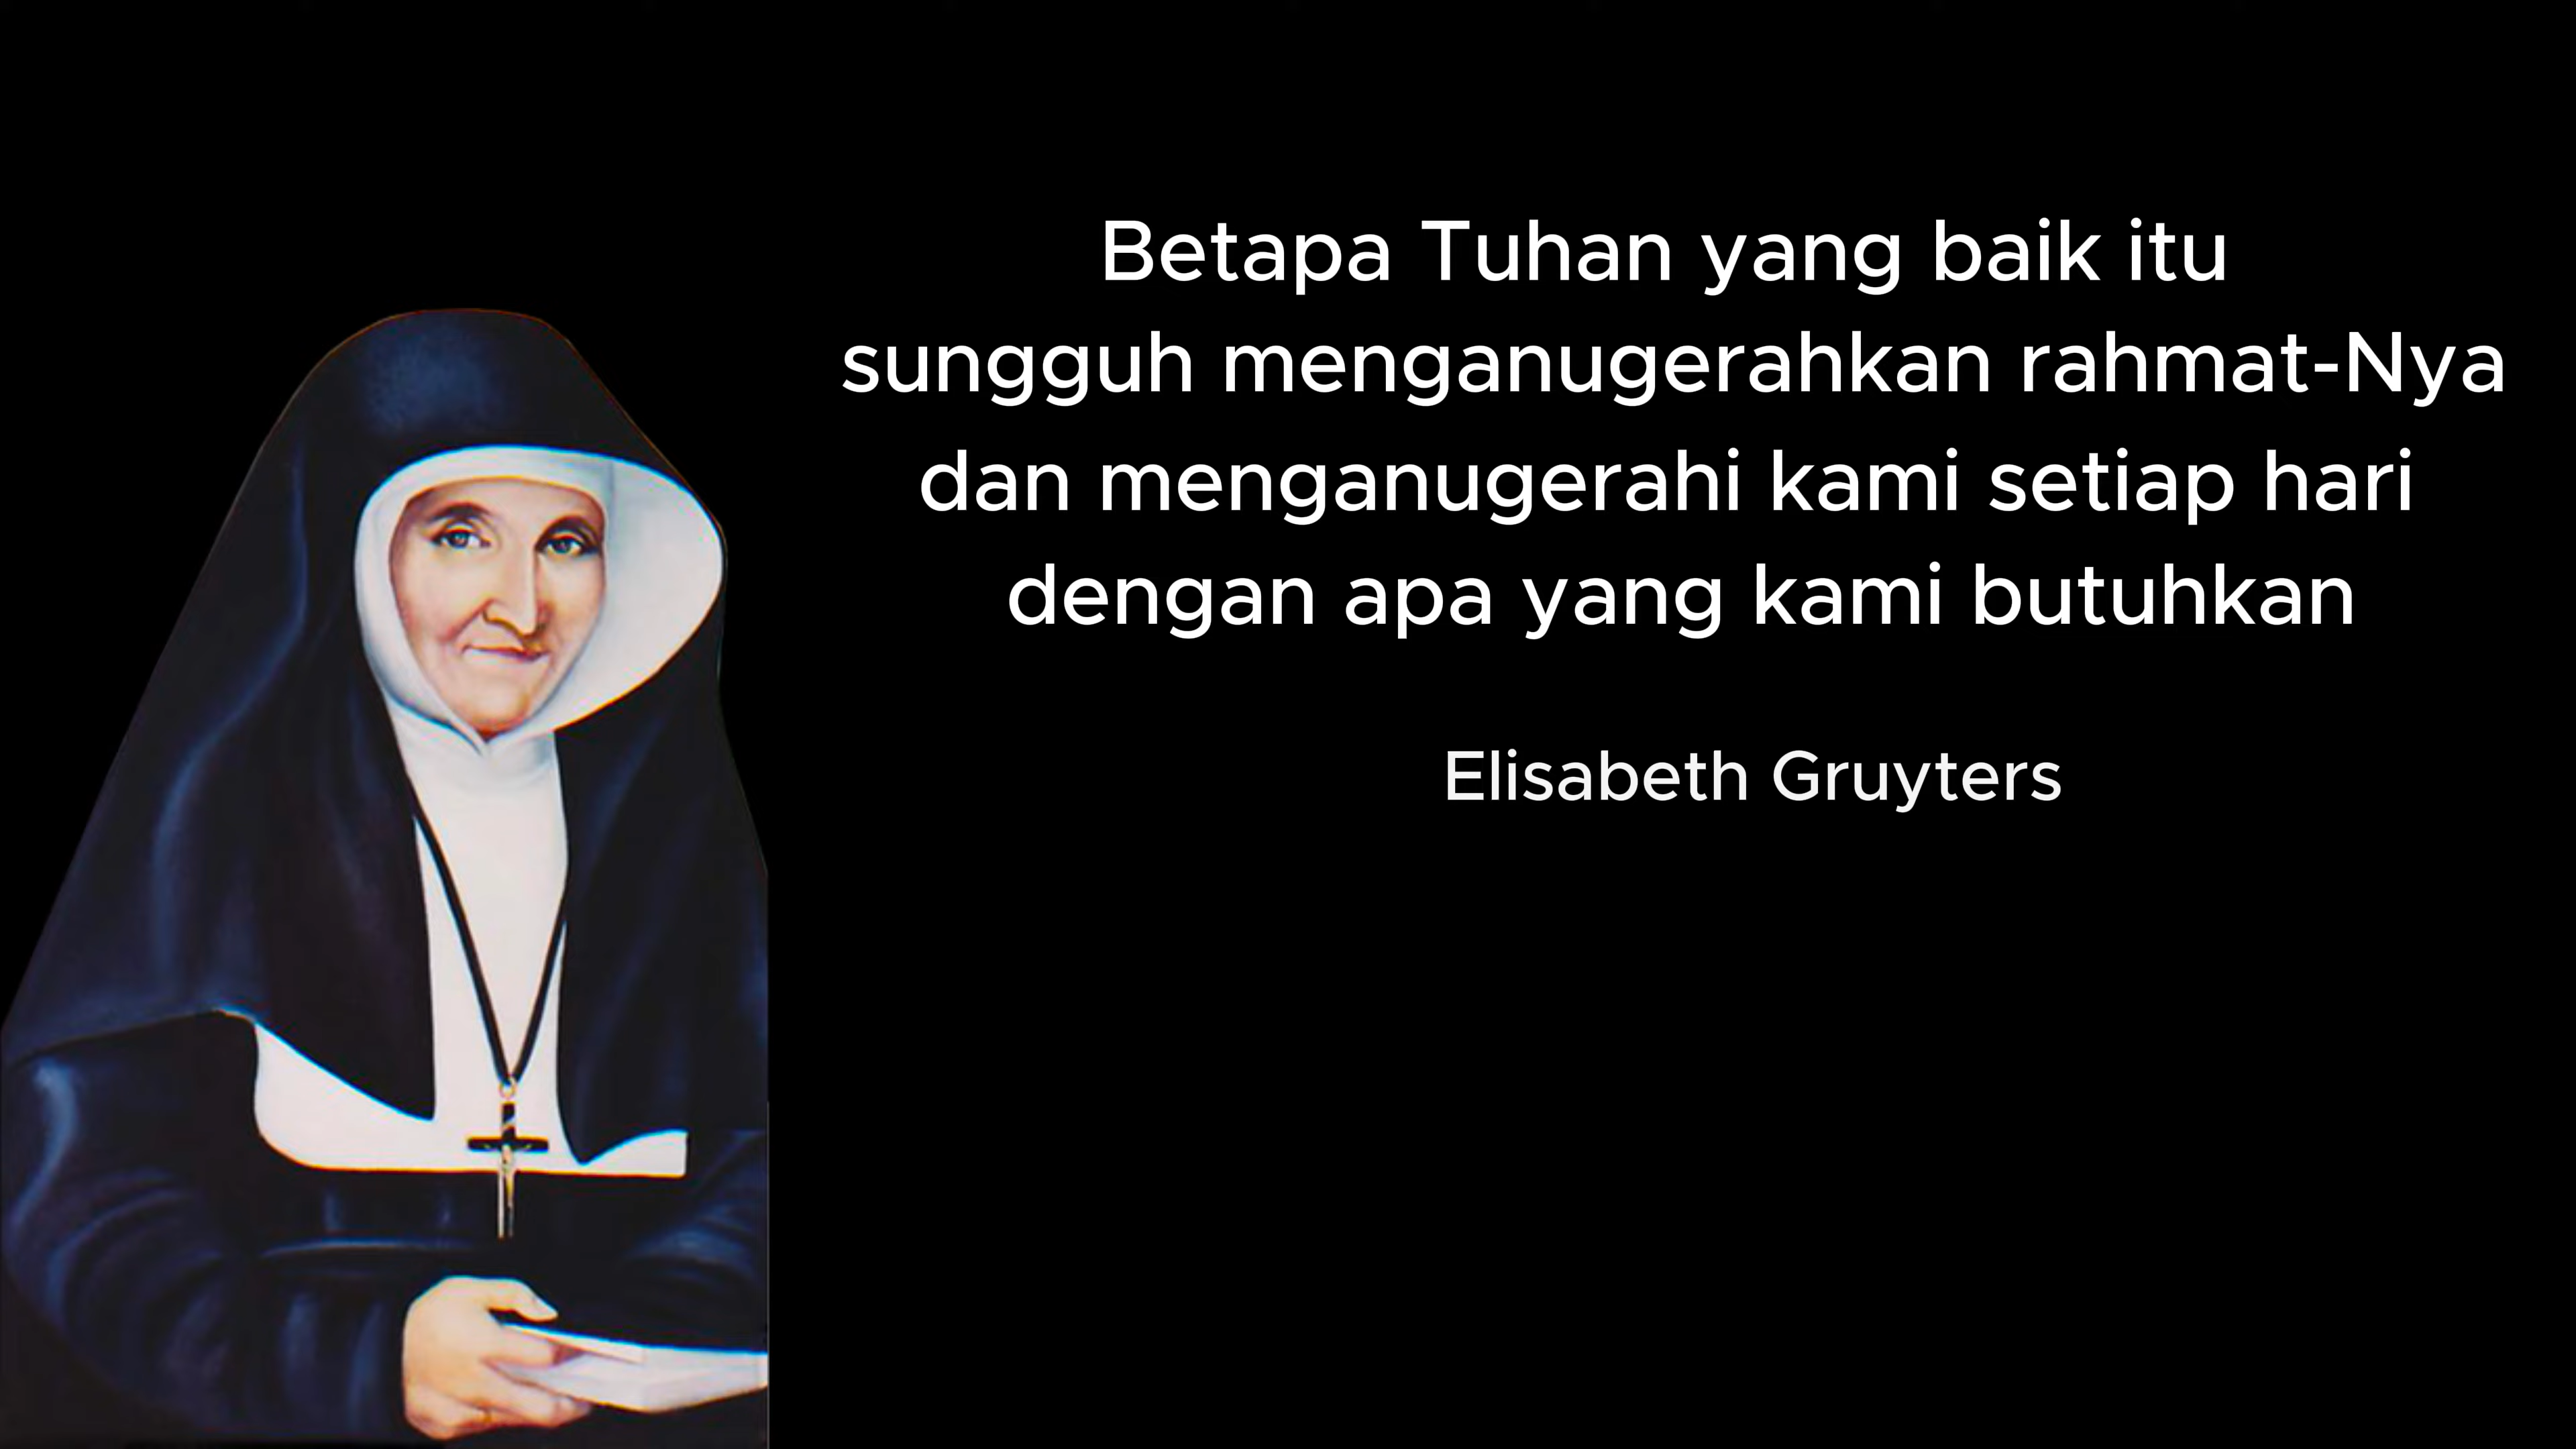 Betapa Tuhan yang baik itu
sungguh menganugerahkan rahmat-Nya
dan menganugerahi kami setiap hari
dengan apa yang kami butuhkan
Elisabeth Gruyters